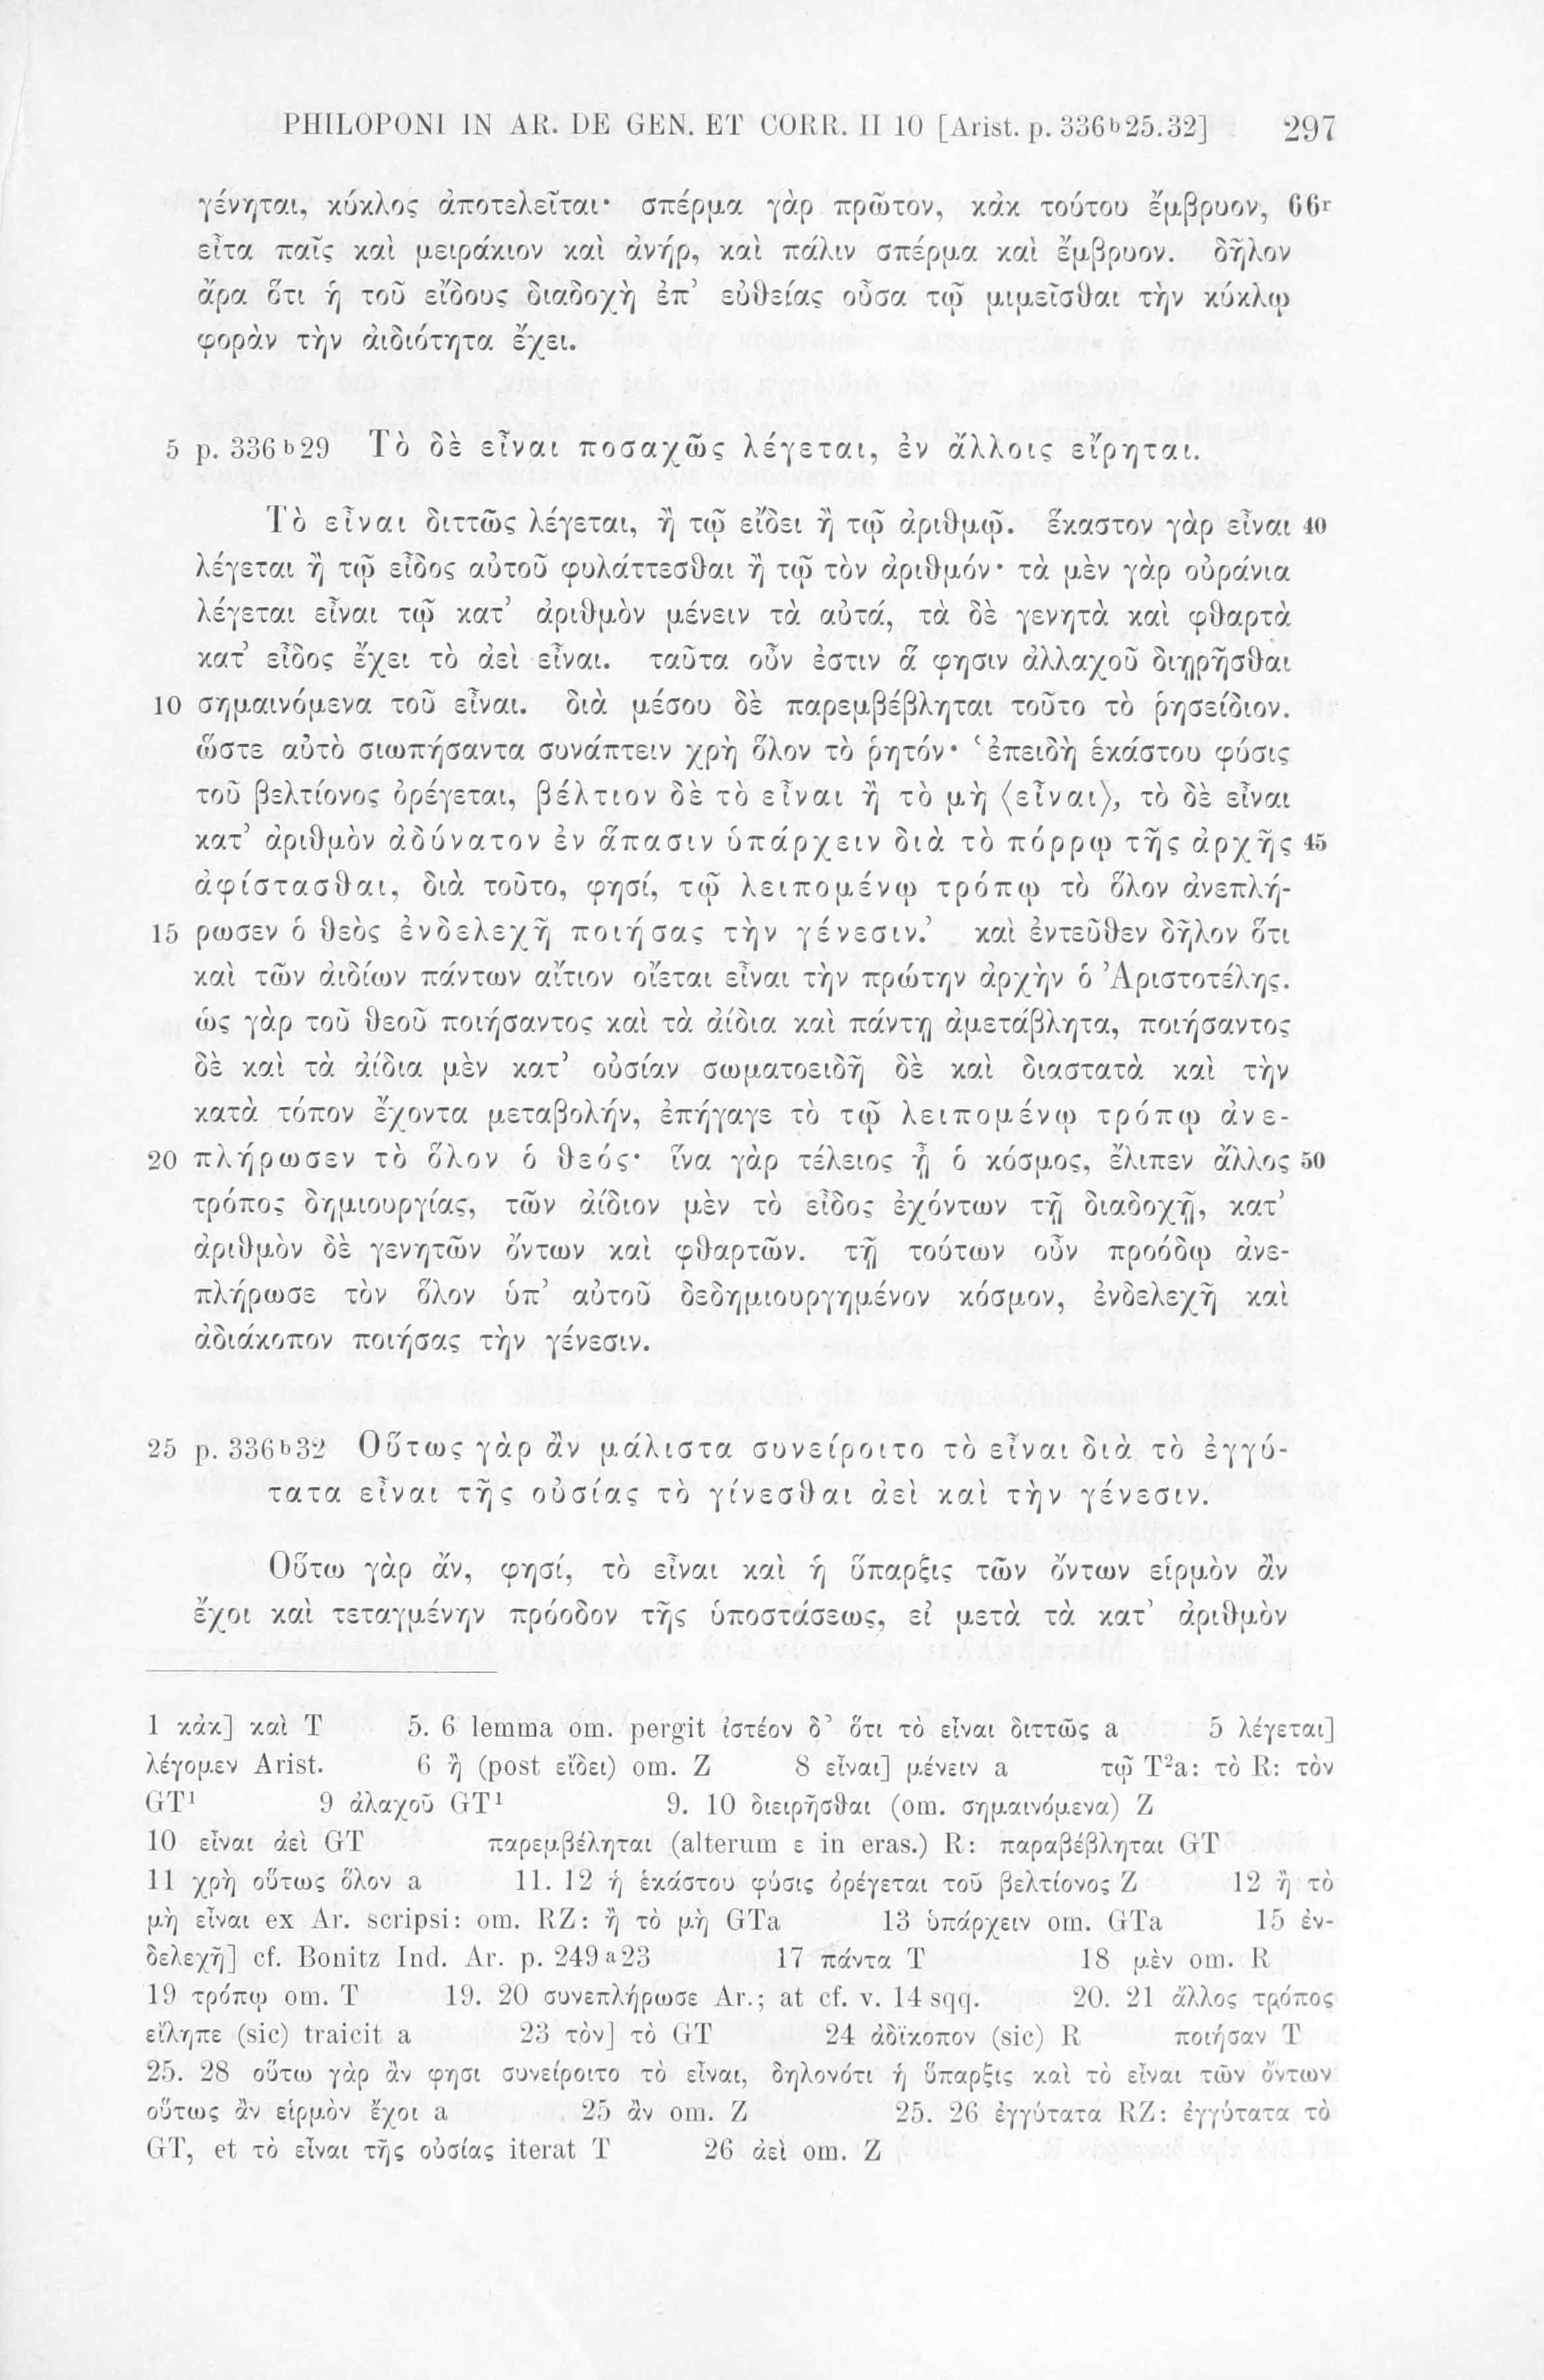 PHILOPONI IN AR. DE GEN. ET CORR. II 10 [Arist. p. 336ᵇ25.32] 297
γένηται, κύκλος ἀποτελεῖται· σπέρμα γὰρ πρῶτον, κἀκ τούτου ἔμβρυον, 66ʳ
εἶτα παῖς καὶ μειράκιον καὶ ἀνήρ, καὶ πάλιν σπέρμα καὶ ἔμβρυον. δῆλον
ἄρα ὅτι ἡ τοῦ εἴδους διαδοχὴ ἐπ’ εὐθείας οὖσα τῷ μιμεῖσθαι τὴν κύκλῳ
φορὰν τὴν ἀιδιότητα ἔχει.
5 p. 336ᵇ29 Τὸ δὲ εἶναι ποσαχῶς λέγεται, ἐν ἄλλοις εἴρηται.
Τὸ εἶναι διττῶς λέγεται, ἢ τῷ εἴδει ἢ τῷ ἀριθμῷ. ἕκαστον γὰρ εἶναι 40
λέγεται ἢ τῷ εἶδος αὐτοῦ φυλάττεσθαι ἢ τῷ τὸν ἀριθμόν· τὰ μὲν γὰρ οὐράνια
λέγεται εἶναι τῷ κατ’ ἀριθμὸν μένειν τὰ αὐτά, τὰ δὲ γενητὰ καὶ φθαρτὰ
κατ’ εἶδος ἔχει τὸ ἀεὶ εἶναι. ταῦτα οὖν ἐστιν ἅ φησιν ἀλλαχοῦ διῃρῆσθαι
10 σημαινόμενα τοῦ εἶναι. διὰ μέσου δὲ παρεμβέβληται τοῦτο τὸ ῥησείδιον.
ὥστε αὐτὸ σιωπήσαντα συνάπτειν χρὴ ὅλον τὸ ῥητόν· ‘ἐπειδὴ ἑκάστου φύσις
τοῦ βελτίονος ὀρέγεται, βέλτιον δὲ τὸ εἶναι ἢ τὸ μὴ ⟨εἶναι⟩, τὸ δὲ εἶναι
κατ’ ἀριθμὸν ἀδύνατον ἐν ἅπασιν ὑπάρχειν διὰ τὸ πόρρω τῆς ἀρχῆς 45
ἀφίστασθαι, διὰ τοῦτο, φησί, τῷ λειπομένῳ τρόπῳ τὸ ὅλον ἀνεπλή-
15 ρωσεν ὁ θεὸς ἐνδελεχῆ ποιήσας τὴν γένεσιν.’ καὶ ἐντεῦθεν δῆλον ὅτι
καὶ τῶν ἀιδίων πάντων αἴτιον οἴεται εἶναι τὴν πρώτην ἀρχὴν ὁ Ἀριστοτέλης.
ὡς γὰρ τοῦ θεοῦ ποιήσαντος καὶ τὰ ἀίδια καὶ πάντῃ ἀμετάβλητα, ποιήσαντος
δὲ καὶ τὰ ἀίδια μὲν κατ’ οὐσίαν σωματοειδῆ δὲ καὶ διαστατὰ καὶ τὴν
κατὰ τόπον ἔχοντα μεταβολήν, ἐπήγαγε τὸ τῷ λειπομένῳ τρόπῳ ἀνε-
20 πλήρωσεν τὸ ὅλον ὁ θεός· ἵνα γὰρ τέλειος ᾖ ὁ κόσμος, ἔλιπεν ἄλλος 50
τρόπος δημιουργίας, τῶν ἀίδιον μὲν τὸ εἶδος ἐχόντων τῇ διαδοχῇ, κατ’
ἀριθμὸν δὲ γενητῶν ὄντων καὶ φθαρτῶν. τῇ τούτων οὖν προόδῳ ἀνε-
πλήρωσε τὸν ὅλον ὑπ’ αὐτοῦ δεδημιουργημένον κόσμον, ἐνδελεχῆ καὶ
ἀδιάκοπον ποιήσας τὴν γένεσιν.
25 p. 336ᵇ32 Οὕτως γὰρ ἂν μάλιστα συνείροιτο τὸ εἶναι διὰ τὸ ἐγγύ-
τατα εἶναι τῆς οὐσίας τὸ γίνεσθαι ἀεὶ καὶ τὴν γένεσιν.
Οὕτω γὰρ ἄν, φησί, τὸ εἶναι καὶ ἡ ὕπαρξις τῶν ὄντων εἱρμὸν ἂν
ἔχοι καὶ τεταγμένην πρόοδον τῆς ὑποστάσεως, εἰ μετὰ τὰ κατ’ ἀριθμὸν
1 κἀκ] καὶ T 5. 6 lemma om. pergit ἰστέον δ’ ὅτι τὸ εἶναι διττῶς a 5 λέγεται]
λέγομεν Arist. 6 ἢ (post εἴδει) om. Z 8 εἶναι] μένειν a τῷ T²a: τὸ R: τὸν
GT¹ 9 ἀλαχοῦ GT¹ 9. 10 διειρῆσθαι (om. σημαινόμενα) Z
10 εἶναι ἀεὶ GT παρεμβέληται (alterum ε in eras.) R: παραβέβληται GT
11 χρὴ οὕτως ὅλον a 11. 12 ἡ ἑκάστου φύσις ὀρέγεται τοῦ βελτίονος Z 12 ἢ τὸ
μὴ εἶναι ex Ar. scripsi: om. RZ: ἢ τὸ μὴ GTa 13 ὑπάρχειν om. GTa 15 ἐν-
δελεχῆ] cf. Bonitz Ind. Ar. p. 249ᵃ23 17 πάντα T 18 μὲν om. R
19 τρόπῳ om. T 19. 20 συνεπλήρωσε Ar.; at cf. v. 14 sqq. 20. 21 ἄλλος τρόπος
εἴληπε (sic) traicit a 23 τὸν] τὸ GT 24 ἀδϊκοπον (sic) R ποιήσαν T
25. 28 οὕτω γὰρ ἂν φησι συνείροιτο τὸ εἶναι, δηλονότι ἡ ὕπαρξις καὶ τὸ εἶναι τῶν ὄντων
οὕτως ἂν εἱρμὸν ἔχοι a 25 ἂν om. Z 25. 26 ἐγγύτατα RZ: ἐγγύτατα τὸ
GT, et τὸ εἶναι τῆς οὐσίας iterat T 26 ἀεὶ om. Z